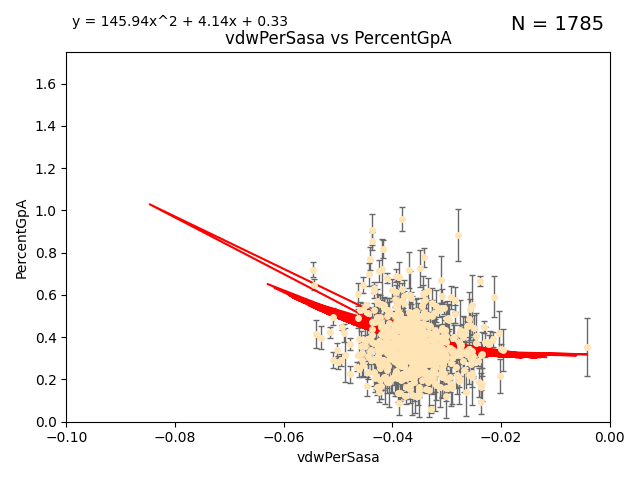 y = 145.94x^2 + 4.14x + 0.33
N = 1785
vdwPerSasa vs PercentGpA
1.6
1.4
1.2
1.0
0.8
0.6
0.4
0.2
0.0
PercentGpA
−0.10 −0.08 −0.06 −0.04 −0.02 0.00
vdwPerSasa